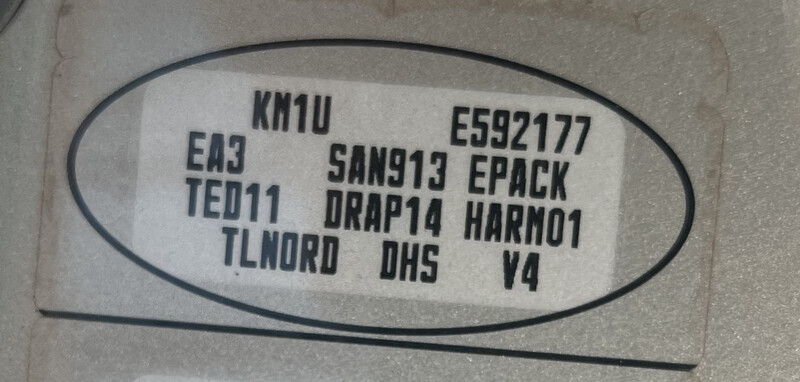 KM1U E592177
EA3 SAN913 EPACK
TED11 DRAP14 HARM01
TLNORD DHS V4